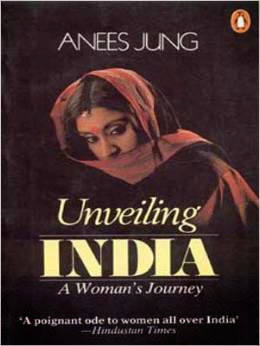 ANEES JUNG
Unveiling
INDIA
A Woman's Journey
'A poignant ode to women all over India'
—Hindustan Times